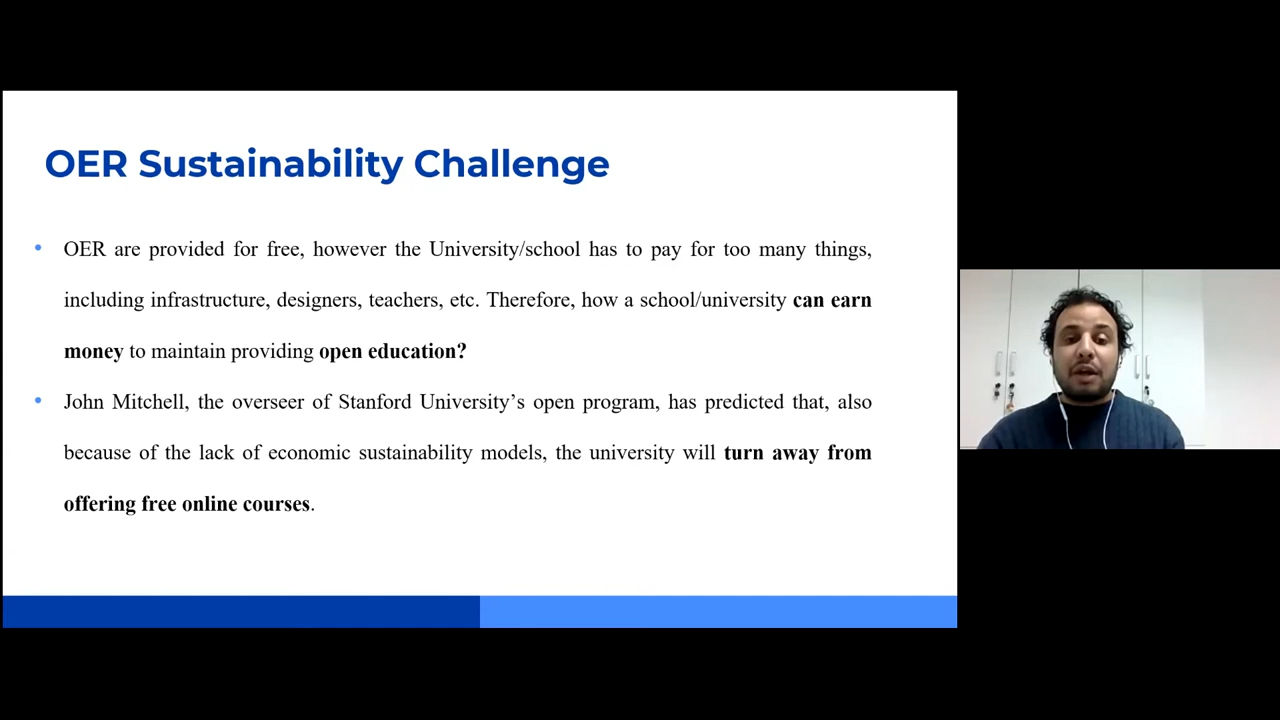 OER Sustainability Challenge
• OER are provided for free, however the University/school has to pay for too many things,
including infrastructure, designers, teachers, etc. Therefore, how a school/university can earn
money to maintain providing open education?
• John Mitchell, the overseer of Stanford University’s open program, has predicted that, also
because of the lack of economic sustainability models, the university will turn away from
offering free online courses.